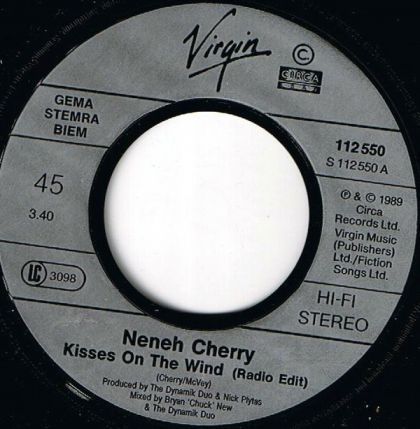 Virgin
©
CIRCA
GEMA
STEMRA
BIEM
45
3.40
LC 3098
112 550
S 112 550 A
℗ & © 1989
Circa
Records Ltd.
Virgin Music
(Publishers)
Ltd./Fiction
Songs Ltd.
HI-FI
STEREO
Neneh Cherry
Kisses On The Wind (Radio Edit)
(Cherry/McVey)
Produced by The Dynamik Duo & Nick Plytas
Mixed by Bryan 'Chuck' New
& The Dynamik Duo